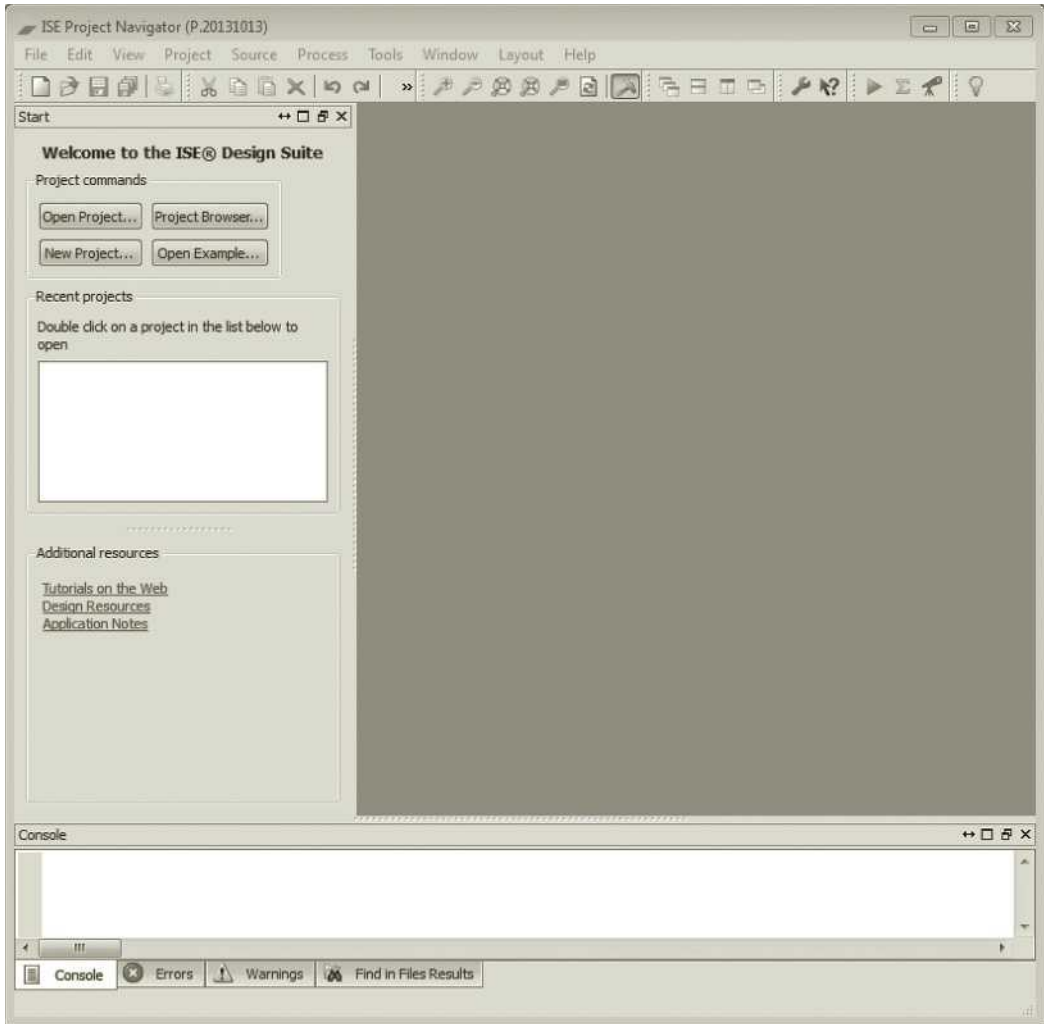 ISE Project Navigator (P.20131013)
File Edit View Project Source Process Tools Window Layout Help
Start
Welcome to the ISE® Design Suite
Project commands
Open Project... Project Browser...
New Project... Open Example...
Recent projects
Double click on a project in the list below to
open
Additional resources
Tutorials on the Web
Design Resources
Application Notes
Console
Console Errors Warnings Find in Files Results